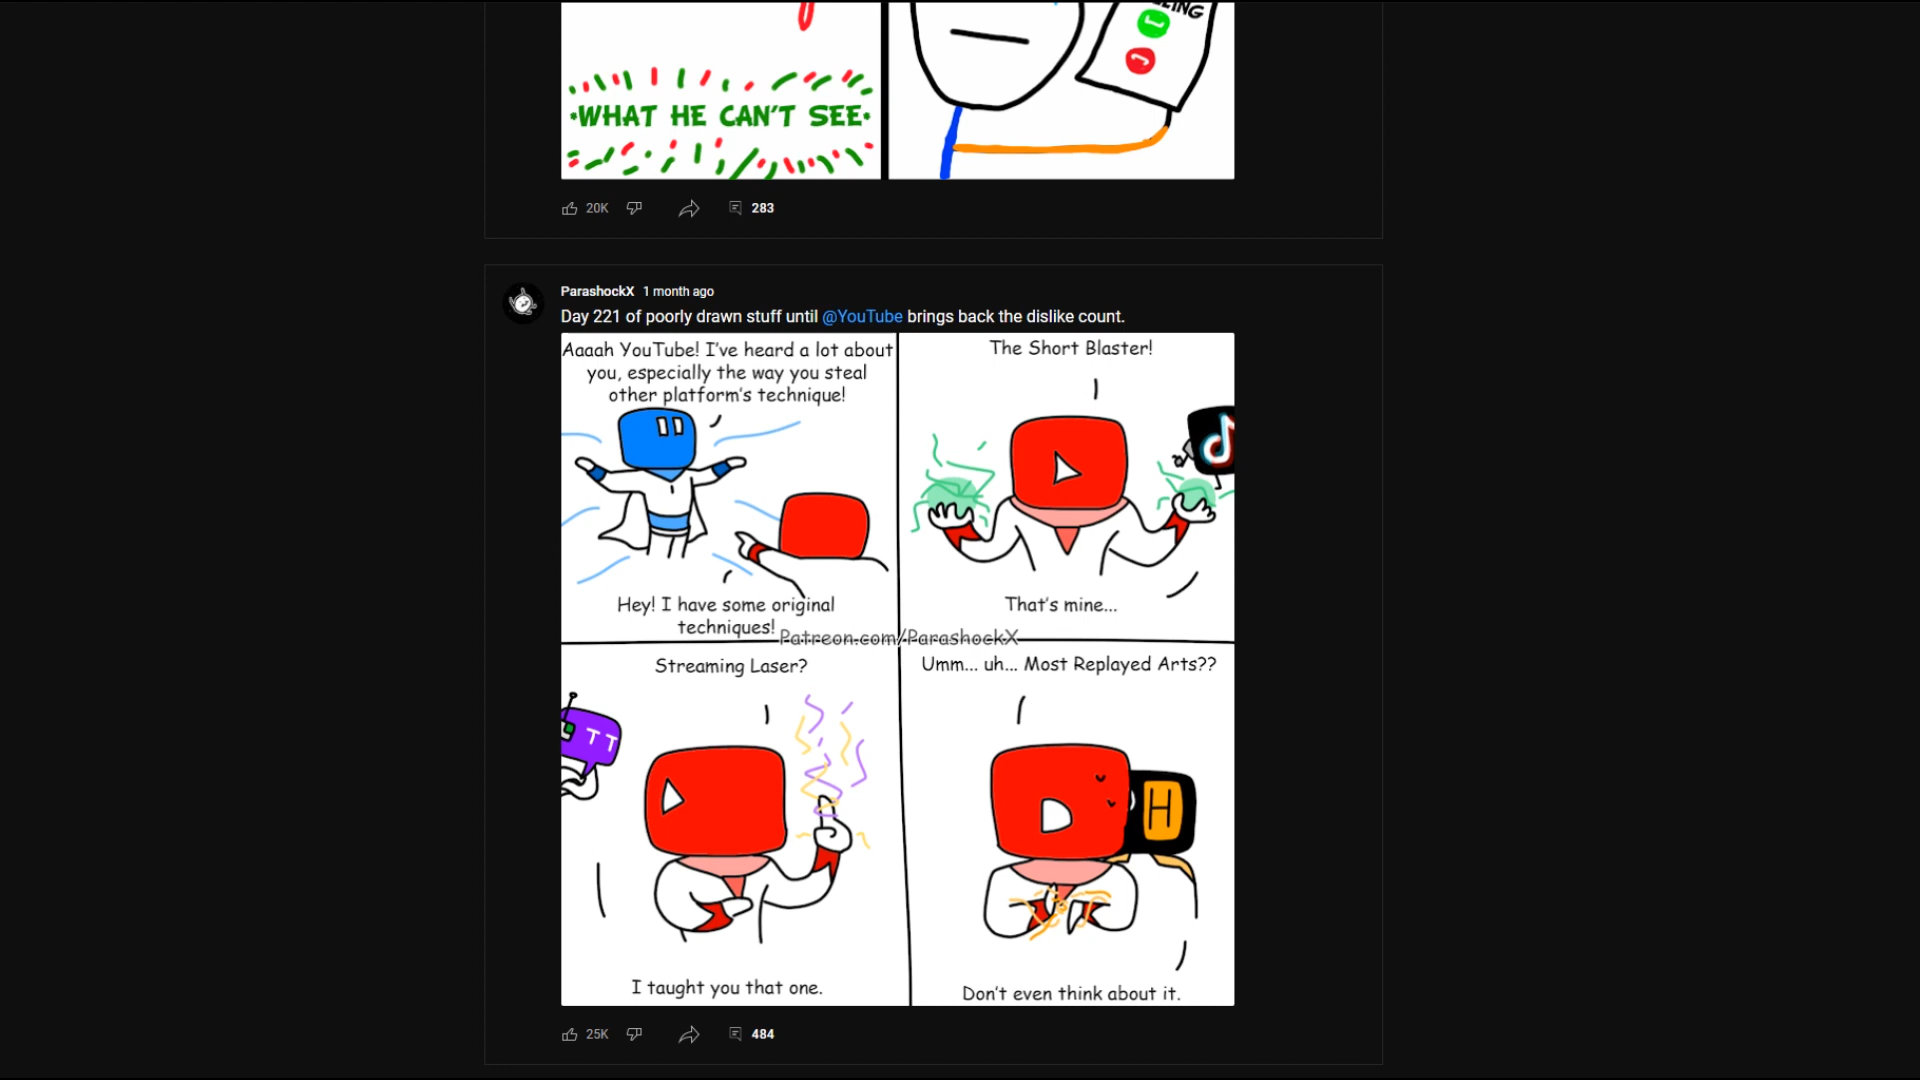 LING
·WHAT HE CAN'T SEE·
20K
283
ParashockX 1 month ago
Day 221 of poorly drawn stuff until @YouTube brings back the dislike count.
Aaaah YouTube! I've heard a lot about
you, especially the way you steal
other platform's technique!
Hey! I have some original
techniques!
The Short Blaster!
That's mine...
Patreon.com/ParashockX
Streaming Laser?
TT
I taught you that one.
Umm... uh... Most Replayed Arts??
H
Don't even think about it.
25K
484